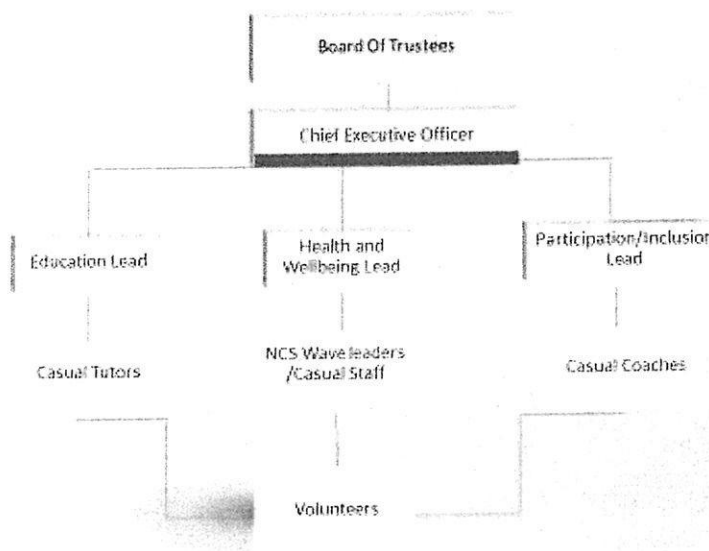 Board Of Trustees
Chief Executive Officer
Education Lead
Health and
Wellbeing Lead
Participation/Inclusion
Lead
Casual Tutors
NCS Wave leaders
/Casual Staff
Casual Coaches
Volunteers